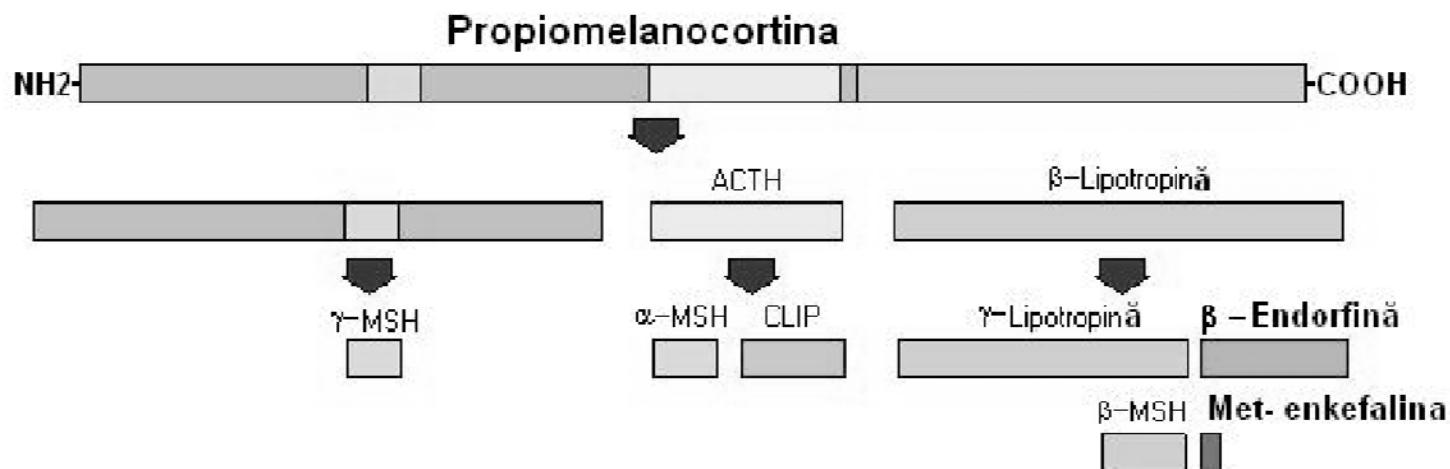 Propiomelanocortina
NH2- -COOH
ACTH β-Lipotropină
γ-MSH α-MSH CLIP γ-Lipotropină β - Endorfină
β-MSH Met- enkefalina